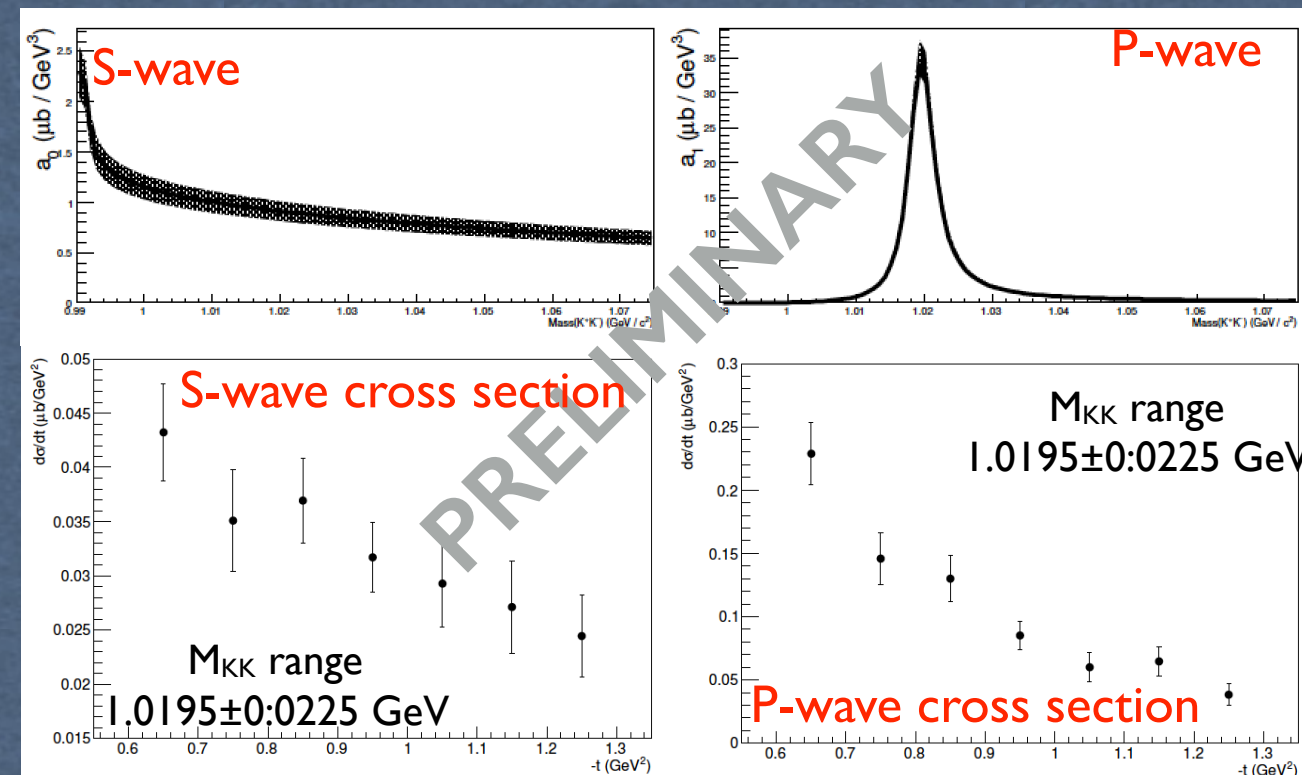 S-wave
a0 (μb / GeV3)
2.5
2
1.5
1
0.5
0
0.99 1 1.01 1.02 1.03 1.04 1.05 1.06 1.07
Mass(K+K-) (GeV / c2)
P-wave
a1 (μb / GeV3)
35
30
25
20
15
10
1 1.01 1.02 1.03 1.04 1.05 1.06 1.07
Mass(K+K-) (GeV / c2)
PRELIMINARY
S-wave cross section
dσ/dt (μb/GeV2)
0.05
0.045
0.04
0.035
0.03
0.025
0.02
0.015
MKK range
1.0195±0:0225 GeV
0.6 0.7 0.8 0.9 1 1.1 1.2 1.3
-t (GeV2)
dσ/dt (μb/GeV2)
0.3
0.25
0.2
0.15
0.1
0.05
0
MKK range
1.0195±0:0225 GeV
P-wave cross section
0.6 0.7 0.8 0.9 1 1.1 1.2 1.3
-t (GeV2)